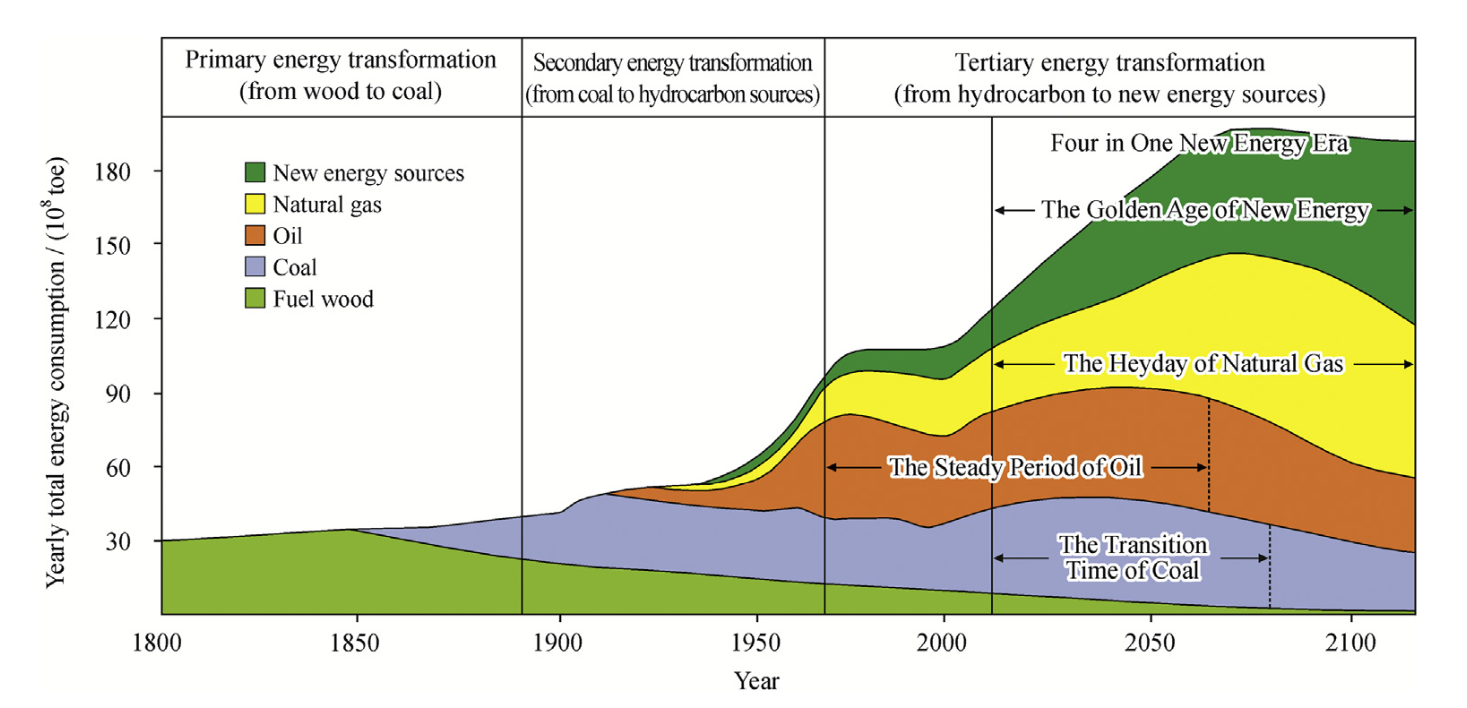 Primary energy transformation
(from wood to coal)
Secondary energy transformation
(from coal to hydrocarbon sources)
Tertiary energy transformation
(from hydrocarbon to new energy sources)
Yearly total energy consumption / (10⁸ toe)
180
150
120
90
60
30
New energy sources
Natural gas
Oil
Coal
Fuel wood
Four in One New Energy Era
The Golden Age of New Energy
The Heyday of Natural Gas
The Steady Period of Oil
The Transition
Time of Coal
1800
1850
1900
1950
2000
2050
2100
Year